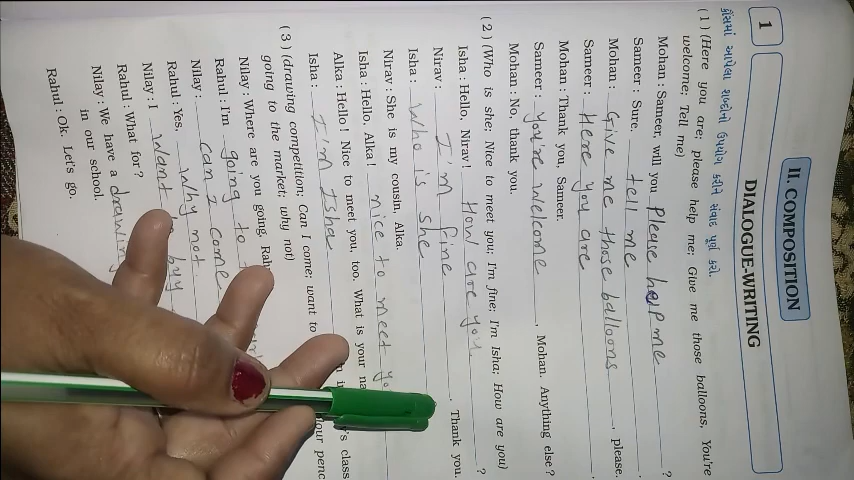 II. COMPOSITION
1
DIALOGUE-WRITING
કૌંસમાં આપેલા શબ્દોનો ઉપયોગ કરીને સંવાદ પૂર્ણ કરો.
( 1 ) (Here you are; please help me; Give me those balloons, You're
welcome; Tell me)
Mohan : Sameer, will you please help me ?
Sameer : Sure, tell me
Mohan : Give me those balloons , please.
Sameer : Here you are .
Mohan : Thank you, Sameer.
Sameer : You're welcome , Mohan. Anything else ?
Mohan : No, thank you.
( 2 ) (Who is she; Nice to meet you; I'm fine; I'm Isha; How are you)
Isha : Hello, Nirav! How are you ?
Nirav : I'm fine . Thank you.
Isha : Who is she
Nirav : She is my cousin, Alka.
Isha : Hello, Alka! nice to meet
Alka : Hello! Nice to meet you, too. What is your
Isha : I'm Isha 's class
( 3 ) (drawing competition; Can I come; want to our
going to the market; why not)
Nilay : Where are you going,
Rahul : I'm going to
Nilay : can I come
Rahul : Yes, Why not.
Nilay : I want buy
Rahul : What for ?
Nilay : We have a drawing
in our school.
Rahul : Ok. Let's go.